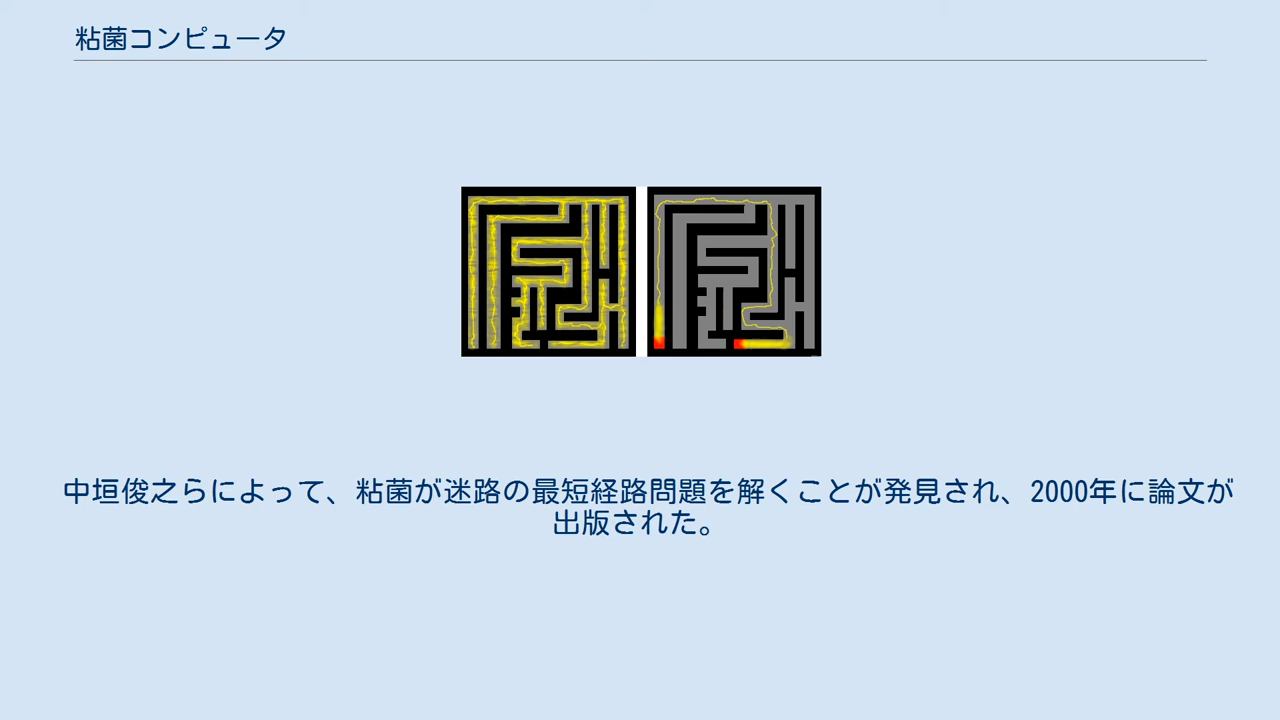 粘菌コンピュータ
中垣俊之らによって、粘菌が迷路の最短経路問題を解くことが発見され、2000年に論文が
出版された。